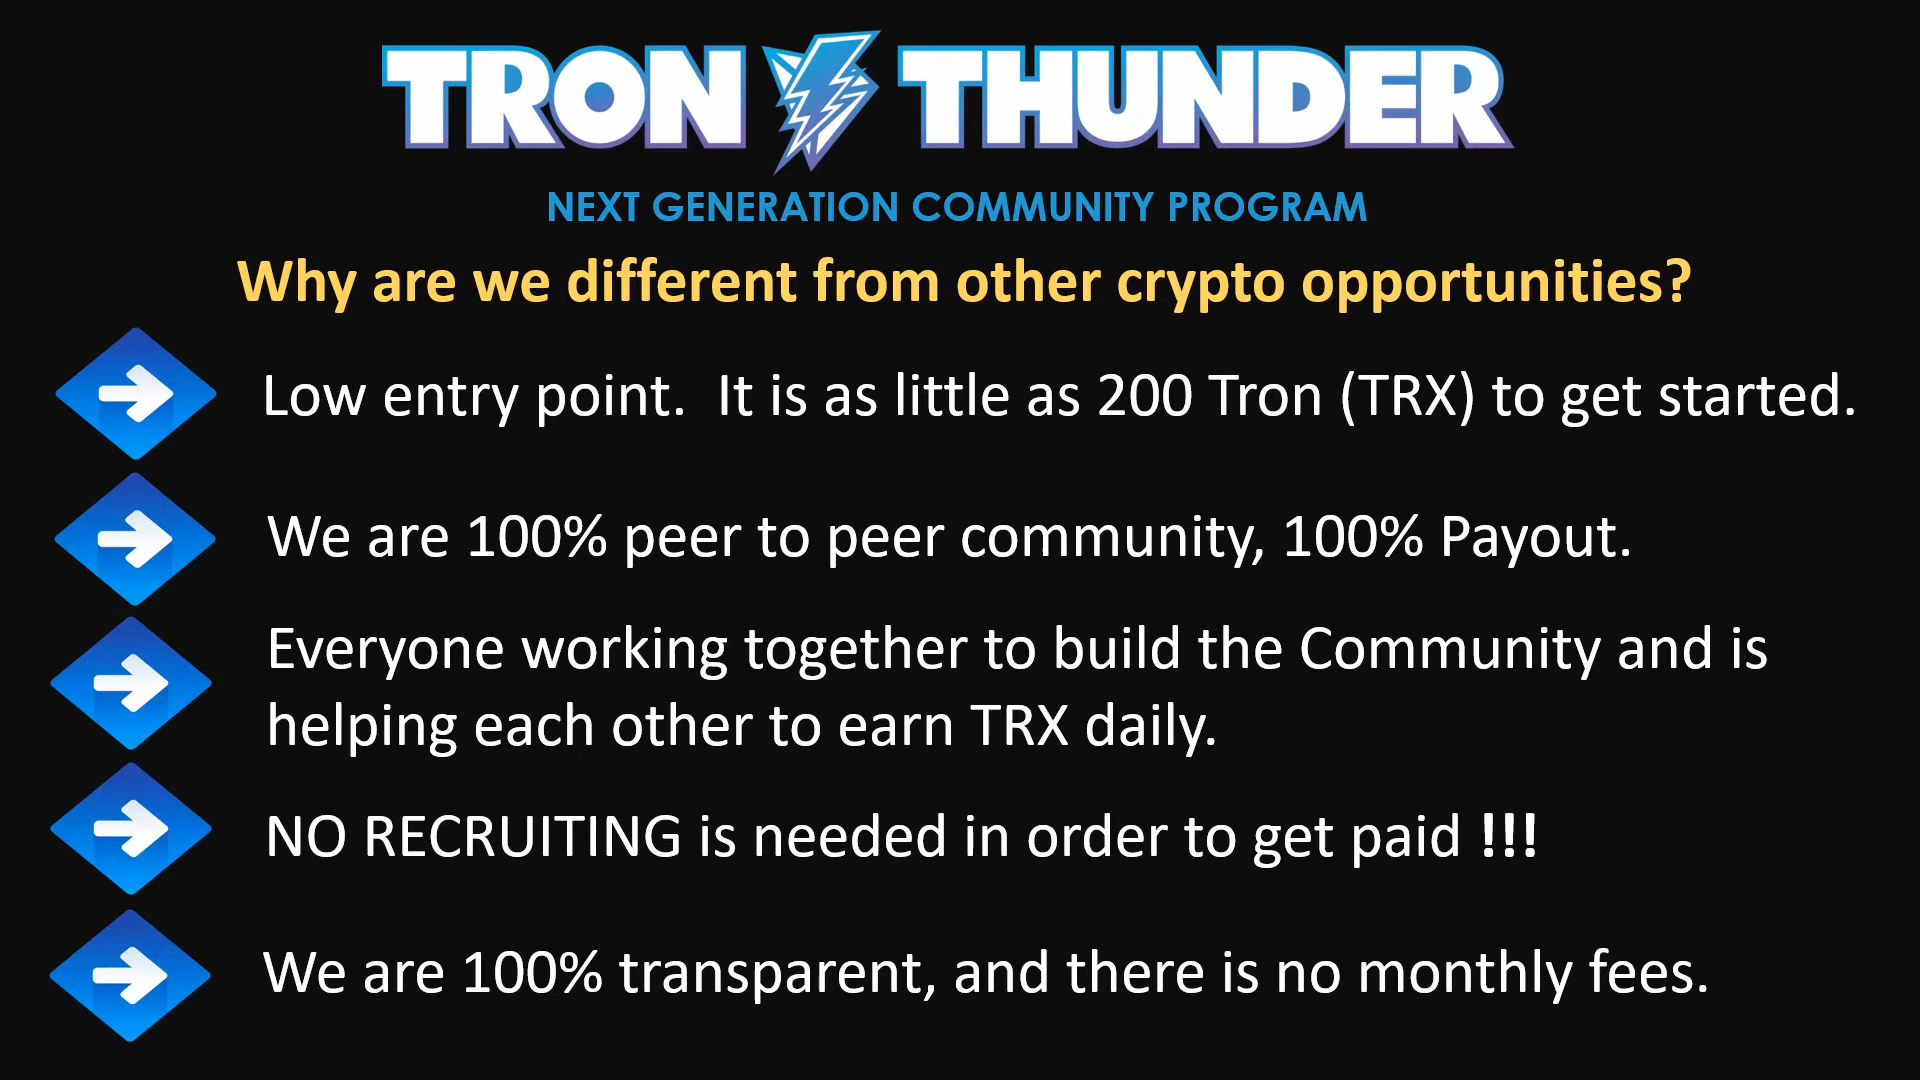 TRON THUNDER
NEXT GENERATION COMMUNITY PROGRAM
Why are we different from other crypto opportunities?
Low entry point.  It is as little as 200 Tron (TRX) to get started.
We are 100% peer to peer community, 100% Payout.
Everyone working together to build the Community and is
helping each other to earn TRX daily.
NO RECRUITING is needed in order to get paid !!!
We are 100% transparent, and there is no monthly fees.